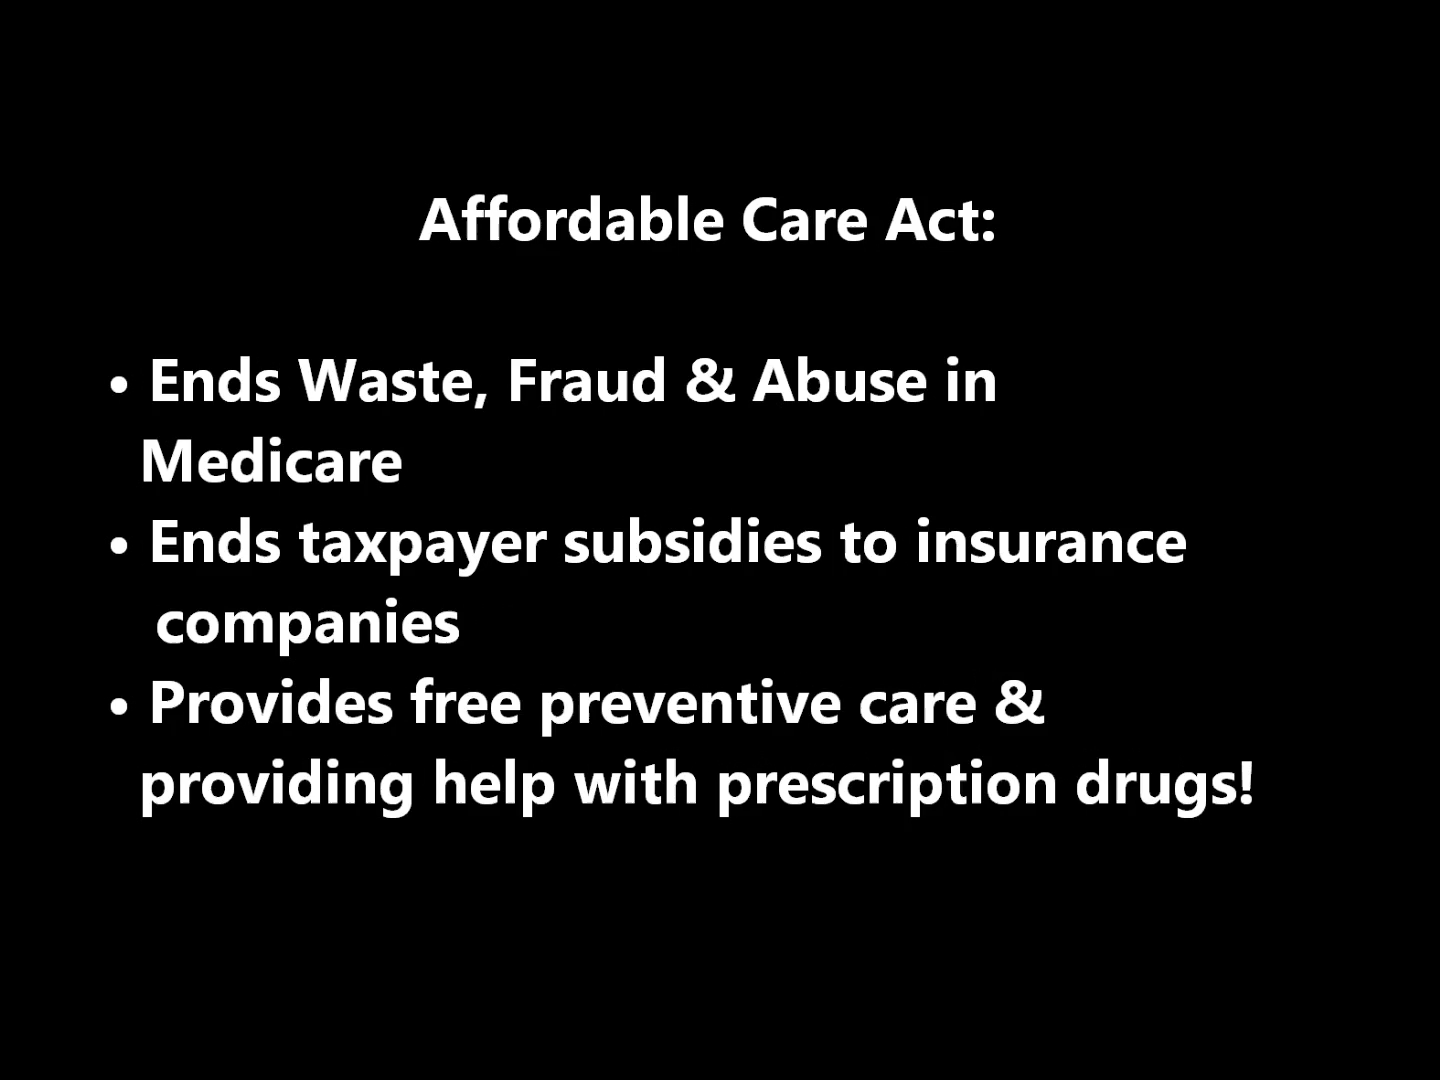 Affordable Care Act:
• Ends Waste, Fraud & Abuse in
Medicare
• Ends taxpayer subsidies to insurance
companies
• Provides free preventive care &
providing help with prescription drugs!